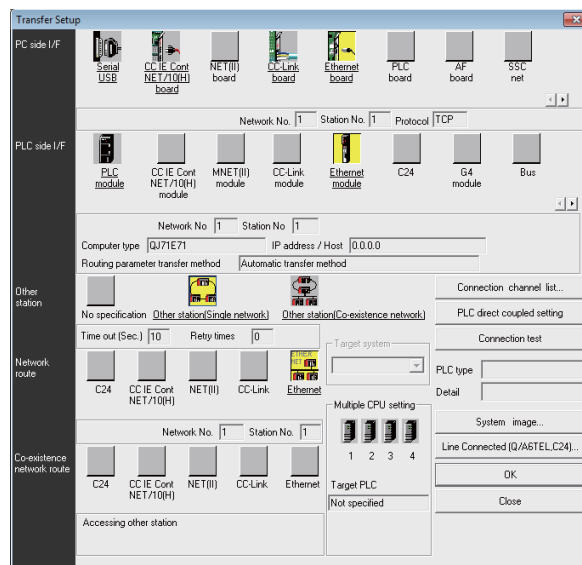 Transfer Setup
PC side I/F
Serial USB
CC IE Cont NET/10(H) board
NET(II) board
CC-Link board
Ethernet board
PLC board
AF board
SSC net
Network No. 1 Station No. 1 Protocol TCP
PLC side I/F
PLC module
CC IE Cont NET/10(H) module
MNET(II) module
CC-Link module
Ethernet module
C24
G4 module
Bus
Network No 1 Station No 1
Computer type QJ71E71 IP address / Host 0.0.0.0
Routing parameter transfer method Automatic transfer method
Other station
No specification
Other station(Single network)
Other station(Co-existence network)
Time out (Sec.) 10 Retry times 0
Network route
C24
CC IE Cont NET/10(H)
NET(II)
CC-Link
ETHER NET
Ethernet
Network No. 1 Station No. 1
Co-existence network route
C24
CC IE Cont NET/10(H)
NET(II)
CC-Link
Ethernet
Accessing other station
Target system
Multiple CPU setting
1 2 3 4
Target PLC
Not specified
Connection channel list...
PLC direct coupled setting
Connection test
PLC type
Detail
System image...
Line Connected (Q/A6TEL,C24)...
OK
Close